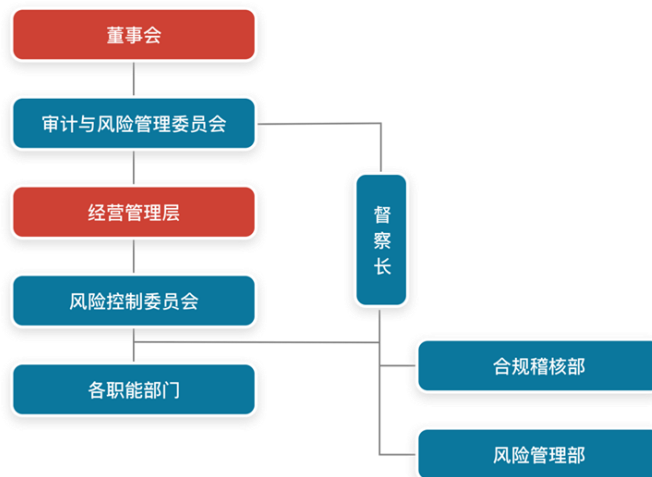 董事会
审计与风险管理委员会
经营管理层
督察长
风险控制委员会
合规稽核部
各职能部门
风险管理部